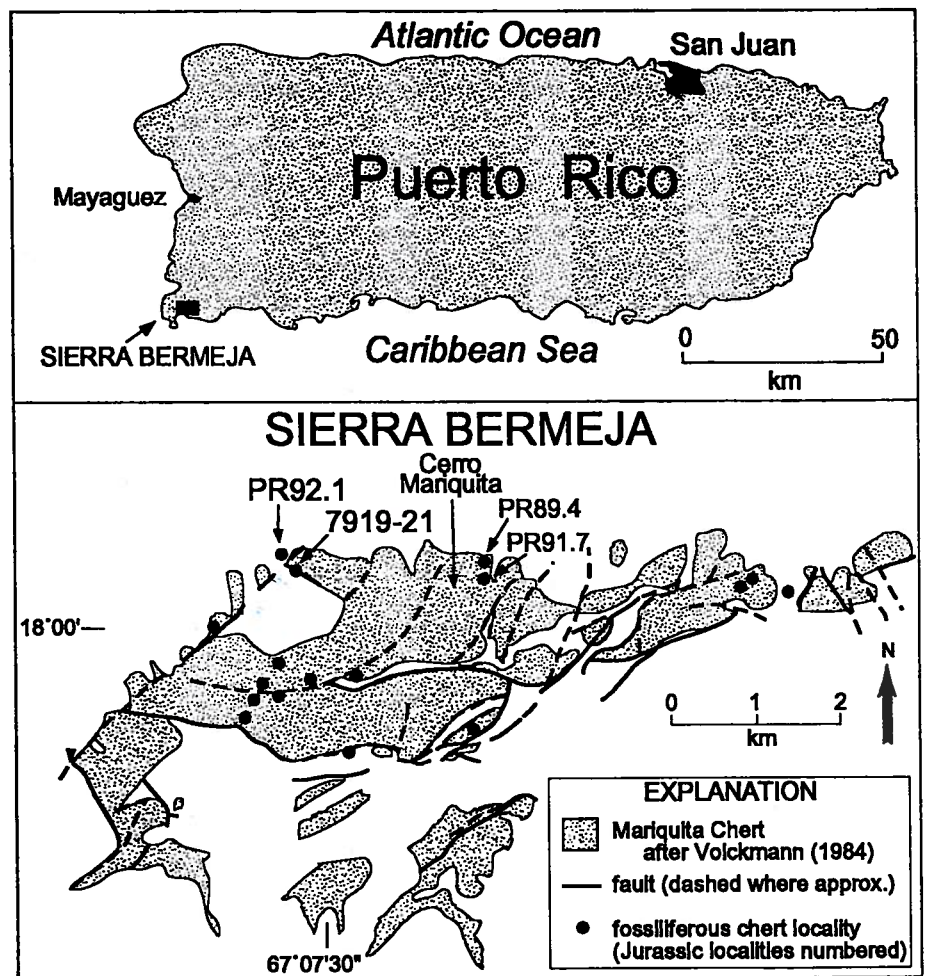 Atlantic Ocean
San Juan
Puerto Rico
Mayaguez
SIERRA BERMEJA
Caribbean Sea
0 50
km
SIERRA BERMEJA
Cerro
Mariquita
PR92.1
7919-21
PR89.4
PR91.7
18°00'
N
0 1 2
km
EXPLANATION
Mariquita Chert
after Volckmann (1984)
fault (dashed where approx.)
fossiliferous chert locality
(Jurassic localities numbered)
67°07'30"